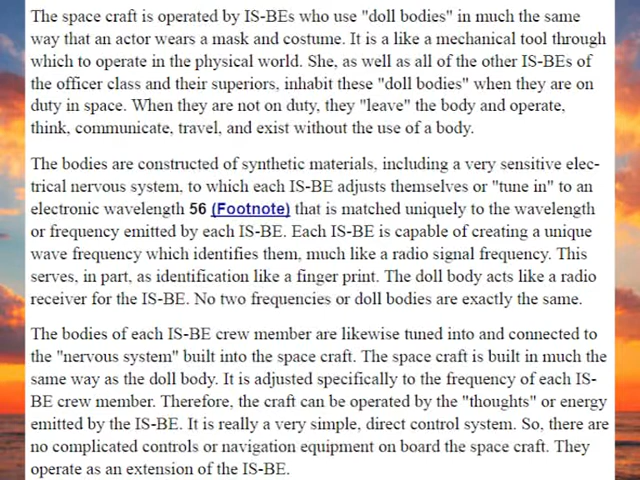 The space craft is operated by IS-BEs who use "doll bodies" in much the same
way that an actor wears a mask and costume. It is a like a mechanical tool through
which to operate in the physical world. She, as well as all of the other IS-BEs of
the officer class and their superiors, inhabit these "doll bodies" when they are on
duty in space. When they are not on duty, they "leave" the body and operate,
think, communicate, travel, and exist without the use of a body.
The bodies are constructed of synthetic materials, including a very sensitive elec-
trical nervous system, to which each IS-BE adjusts themselves or "tune in" to an
electronic wavelength 56 (Footnote) that is matched uniquely to the wavelength
or frequency emitted by each IS-BE. Each IS-BE is capable of creating a unique
wave frequency which identifies them, much like a radio signal frequency. This
serves, in part, as identification like a finger print. The doll body acts like a radio
receiver for the IS-BE. No two frequencies or doll bodies are exactly the same.
The bodies of each IS-BE crew member are likewise tuned into and connected to
the "nervous system" built into the space craft. The space craft is built in much the
same way as the doll body. It is adjusted specifically to the frequency of each IS-
BE crew member. Therefore, the craft can be operated by the "thoughts" or energy
emitted by the IS-BE. It is really a very simple, direct control system. So, there are
no complicated controls or navigation equipment on board the space craft. They
operate as an extension of the IS-BE.